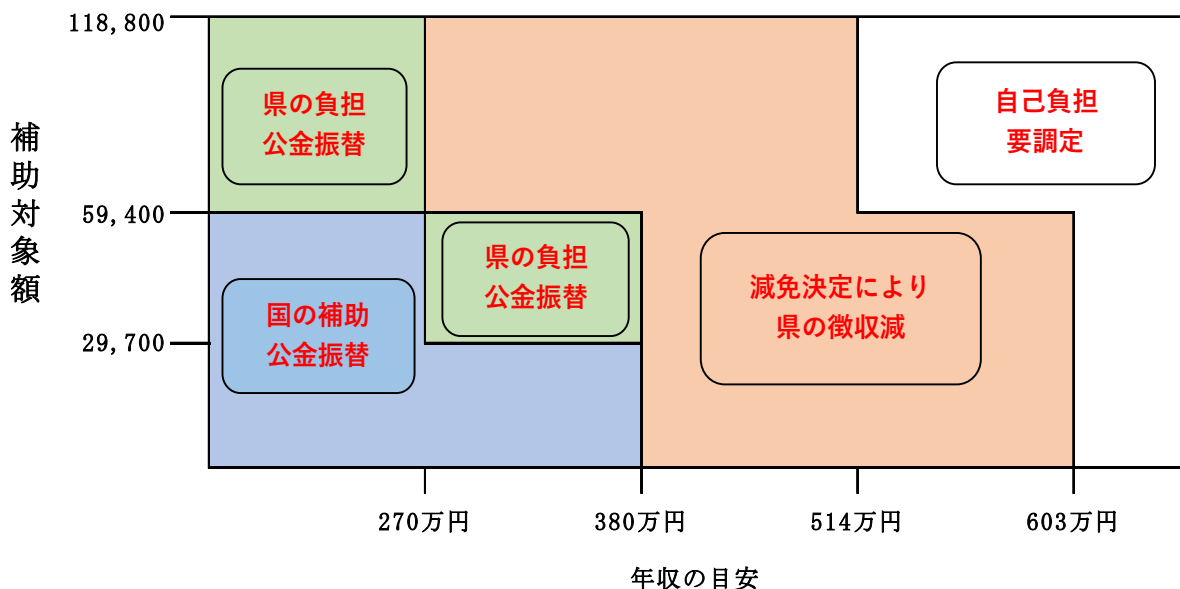 118,800
県の負担
公金振替
自己負担
要調定
補助対象額
59,400
県の負担
公金振替
減免決定により
県の徴収減
国の補助
公金振替
29,700
270万円
380万円
514万円
603万円
年収の目安